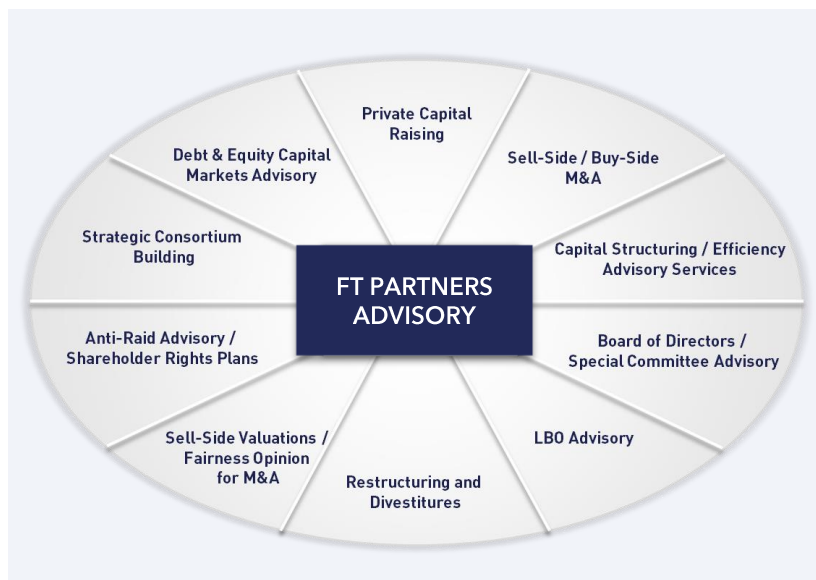 Private Capital
Raising
Sell-Side / Buy-Side
M&A
Capital Structuring / Efficiency
Advisory Services
Board of Directors /
Special Committee Advisory
LBO Advisory
Restructuring and
Divestitures
Sell-Side Valuations /
Fairness Opinion
for M&A
Anti-Raid Advisory /
Shareholder Rights Plans
Strategic Consortium
Building
Debt & Equity Capital
Markets Advisory
FT PARTNERS
ADVISORY